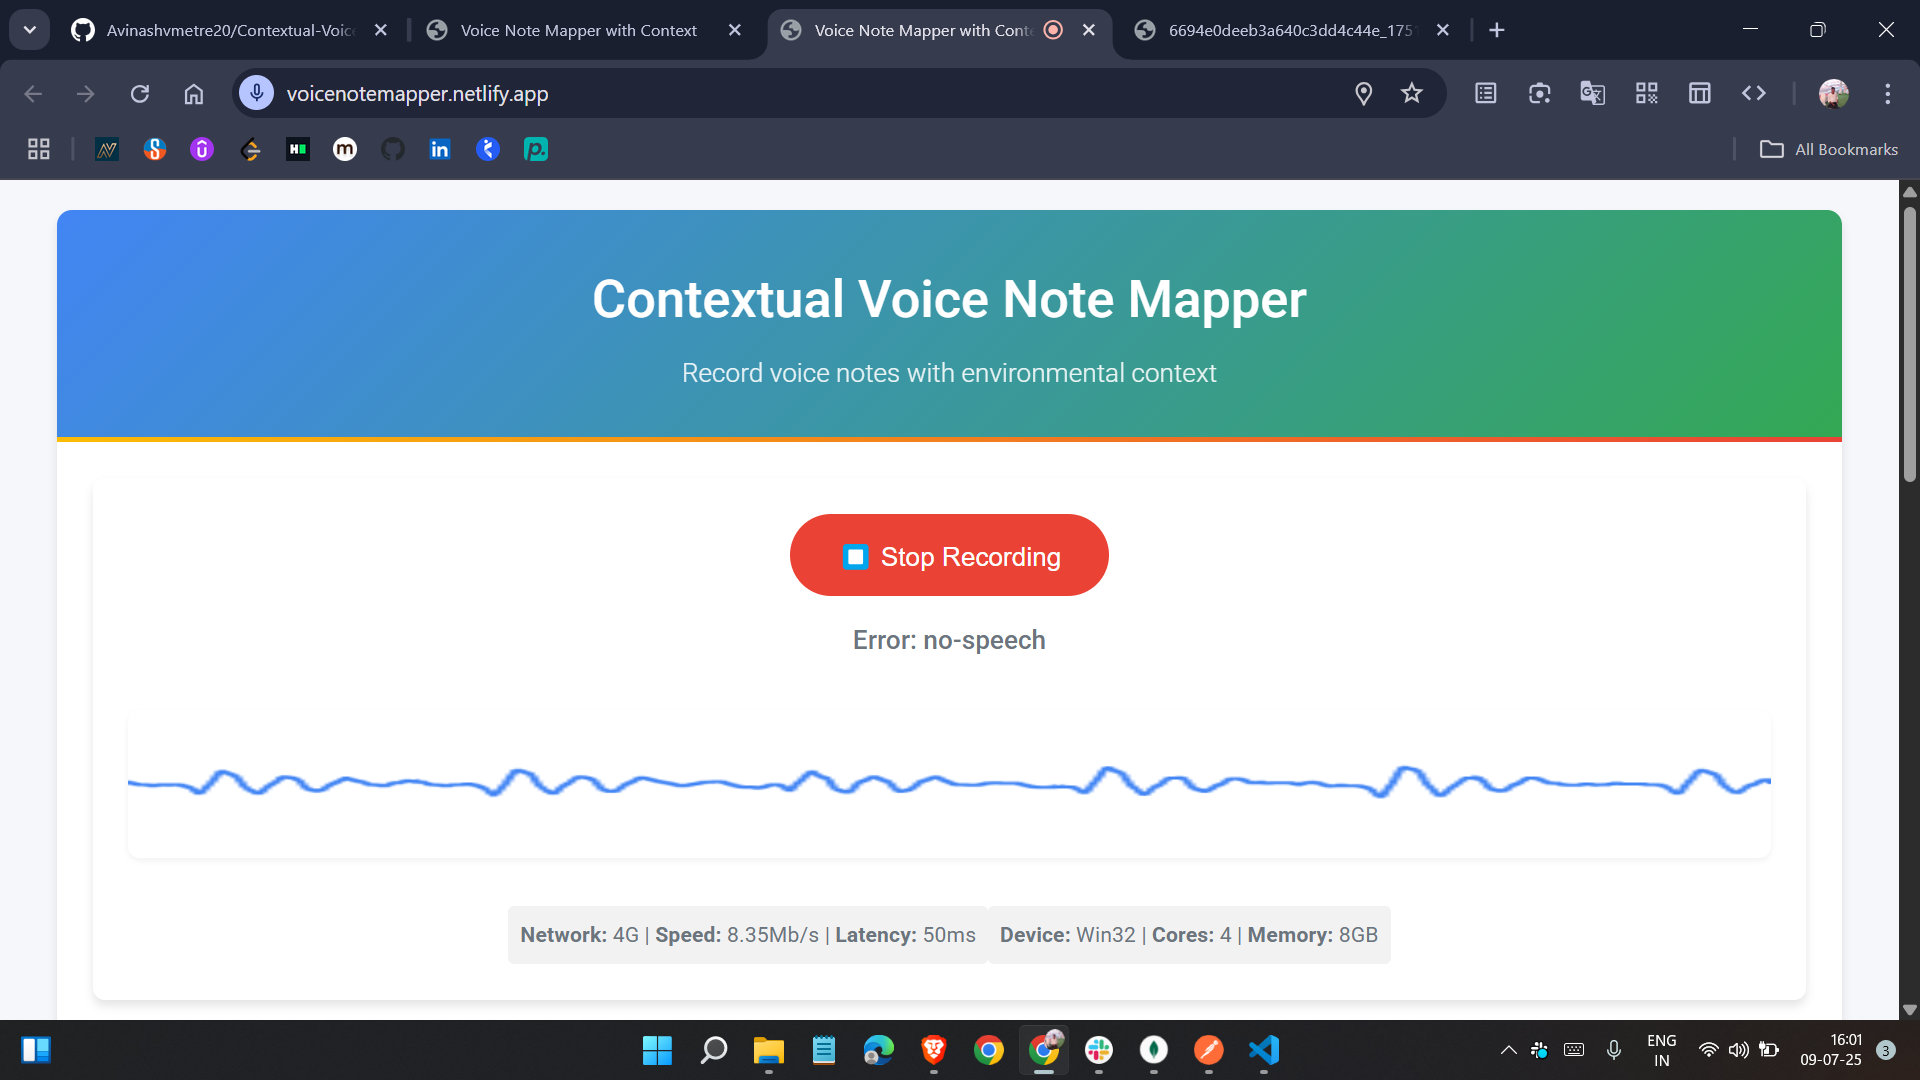 Avinashvmetre20/Contextual-Voice
Voice Note Mapper with Context
Voice Note Mapper with Conte
6694e0deeb3a640c3dd4c44e_1751
voicenotemapper.netlify.app
All Bookmarks
Contextual Voice Note Mapper
Record voice notes with environmental context
Stop Recording
Error: no-speech
Network: 4G | Speed: 8.35Mb/s | Latency: 50ms
Device: Win32 | Cores: 4 | Memory: 8GB
ENG
IN
16:01
09-07-25
3